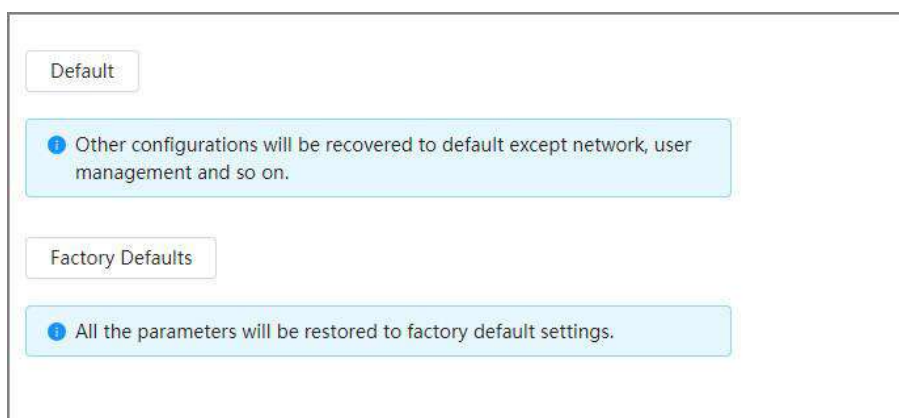 Default
Other configurations will be recovered to default except network, user
management and so on.
Factory Defaults
All the parameters will be restored to factory default settings.